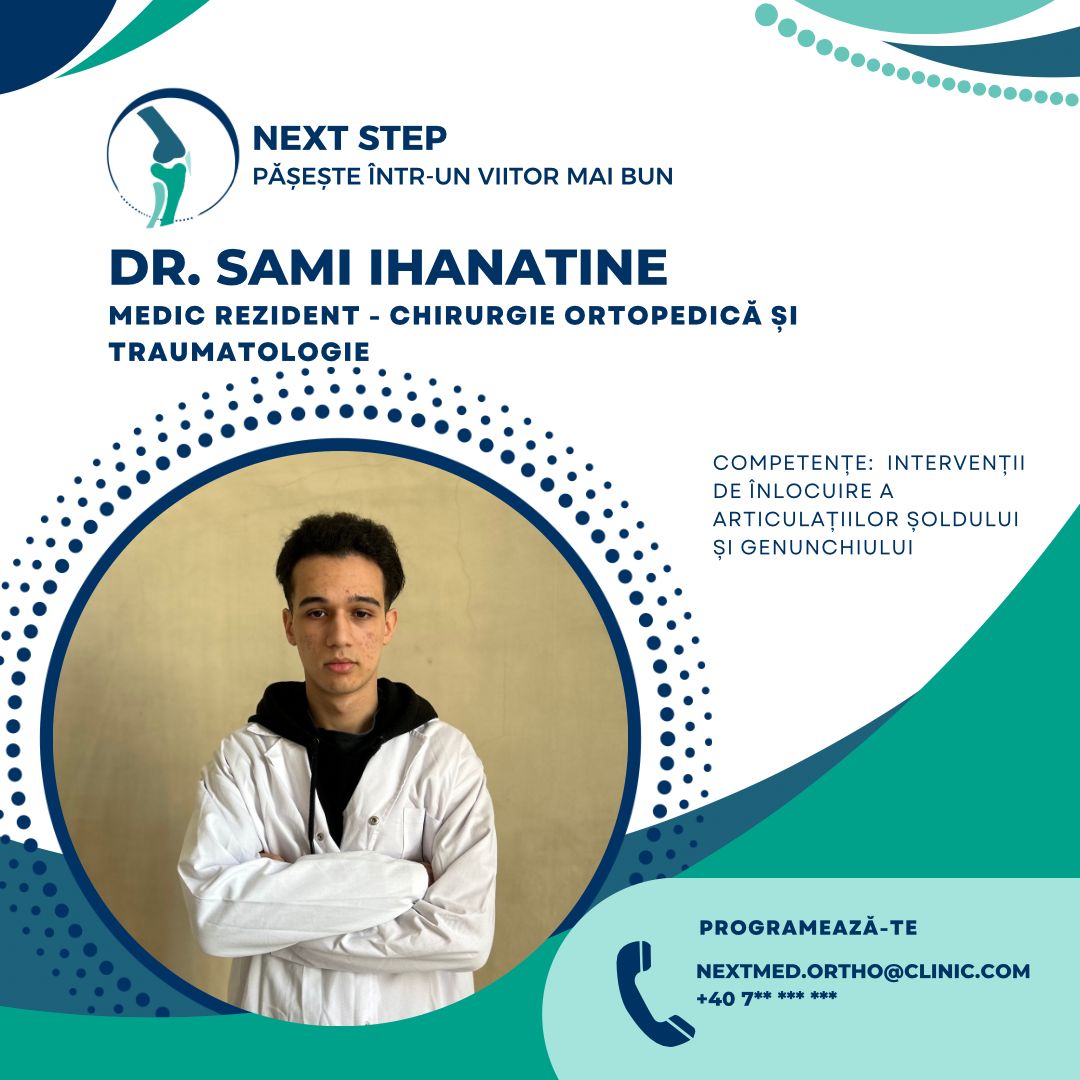 NEXT STEP
PĂȘEȘTE ÎNTR-UN VIITOR MAI BUN
DR. SAMI IHANATINE
MEDIC REZIDENT - CHIRURGIE ORTOPEDICĂ ȘI
TRAUMATOLOGIE
COMPETENȚE:  INTERVENȚII
DE ÎNLOCUIRE A
ARTICULAȚIILOR ȘOLDULUI
ȘI GENUNCHIULUI
PROGRAMEAZĂ-TE
NEXTMED.ORTHO@CLINIC.COM
+40 7** *** ***